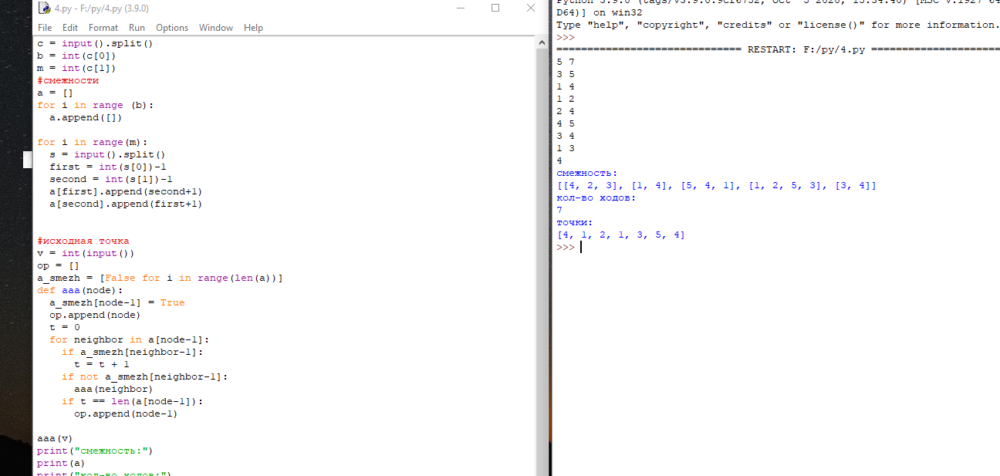 4.py - F:/py/4.py (3.9.0)
File Edit Format Run Options Window Help
c = input().split()
b = int(c[0])
m = int(c[1])
#смежности
a = []
for i in range (b):
  a.append([])
for i in range(m):
  s = input().split()
  first = int(s[0])-1
  second = int(s[1])-1
  a[first].append(second+1)
  a[second].append(first+1)
#исходная точка
v = int(input())
op = []
a_smezh = [False for i in range(len(a))]
def aaa(node):
  a_smezh[node-1] = True
  op.append(node)
  t = 0
  for neighbor in a[node-1]:
    if a_smezh[neighbor-1]:
      t = t + 1
    if not a_smezh[neighbor-1]:
      aaa(neighbor)
    if t == len(a[node-1]):
      op.append(node-1)
aaa(v)
print("смежность:")
print(a)
print("кол-во ходов:")
Python 3.9.0 (tags/v3.9.0:9cf6752, Oct  5 2020, 15:34:40) [MSC v.1927 64
D64)] on win32
Type "help", "copyright", "credits" or "license()" for more information.
>>>
============================== RESTART: F:/py/4.py =====================
5 7
3 5
1 4
1 2
2 4
4 5
3 4
1 3
4
смежность:
[[4, 2, 3], [1, 4], [5, 4, 1], [1, 2, 5, 3], [3, 4]]
кол-во ходов:
7
точки:
[4, 1, 2, 1, 3, 5, 4]
>>>